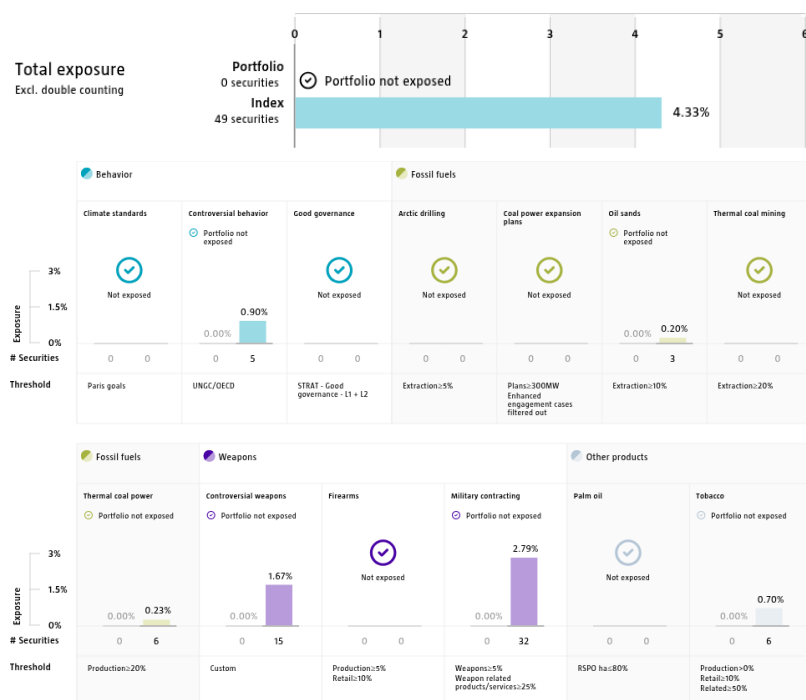 0 1 2 3 4 5 6
Total exposure
Excl. double counting
Portfolio
0 securities
Portfolio not exposed
Index
49 securities
4.33%
Behavior
Fossil fuels
Climate standards
Controversial behavior
Good governance
Arctic drilling
Coal power expansion
plans
Oil sands
Thermal coal mining
Portfolio not
exposed
Portfolio not
exposed
Exposure
3%
1.5%
0%
Not exposed
0.00%
0.90%
Not exposed
Not exposed
Not exposed
0.00%
0.20%
Not exposed
# Securities
0 0 0 5 0 0 0 0 0 0 0 3 0 0
Threshold
Paris goals
UNGC/OECD
STRAT - Good
governance - L1 + L2
Extraction≥5%
Plans≥300MW
Enhanced
engagement cases
filtered out
Extraction≥10%
Extraction≥20%
Fossil fuels
Weapons
Other products
Thermal coal power
Controversial weapons
Firearms
Military contracting
Palm oil
Tobacco
Portfolio not exposed
Portfolio not exposed
Portfolio not exposed
Portfolio not exposed
Exposure
3%
1.5%
0%
0.00%
0.23%
0.00%
1.67%
Not exposed
0.00%
2.79%
Not exposed
0.00%
0.70%
# Securities
0 6 0 15 0 0 0 32 0 0 0 6
Threshold
Production≥20%
Custom
Production≥5%
Retail≥10%
Weapons≥5%
Weapon related
products/services≥25%
RSPO ha≤80%
Production>0%
Retail≥10%
Related≥50%